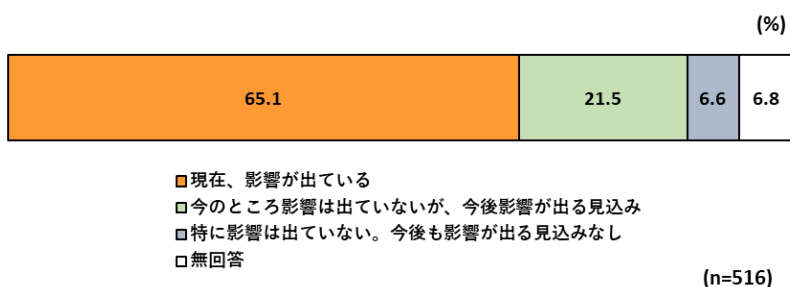 (%)
65.1 21.5 6.6 6.8
現在、影響が出ている
今のところ影響は出ていないが、今後影響が出る見込み
特に影響は出ていない。今後も影響が出る見込みなし
無回答
(n=516)